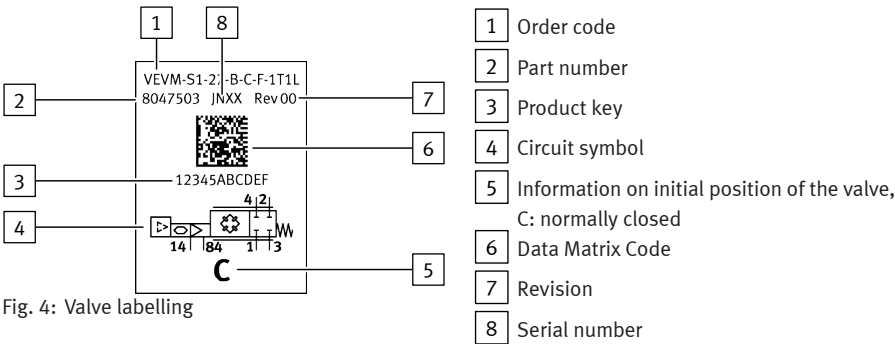 1 8
VEVM-S1-27-B-C-F-1T1L
2 8047503 JNXX Rev 00 7
6
3 12345ABCDEF
4 2
4
14 84 1 3
C 5
Fig. 4: Valve labelling
1 Order code
2 Part number
3 Product key
4 Circuit symbol
5 Information on initial position of the valve,
C: normally closed
6 Data Matrix Code
7 Revision
8 Serial number